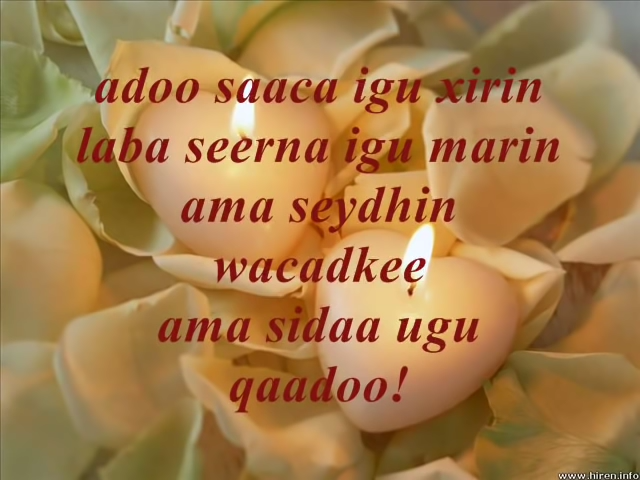 adoo saaca igu xirin
laba seerna igu marin
ama seydhin
wacadkee
ama sidaa ugu
qaadoo!
www.hiren.info